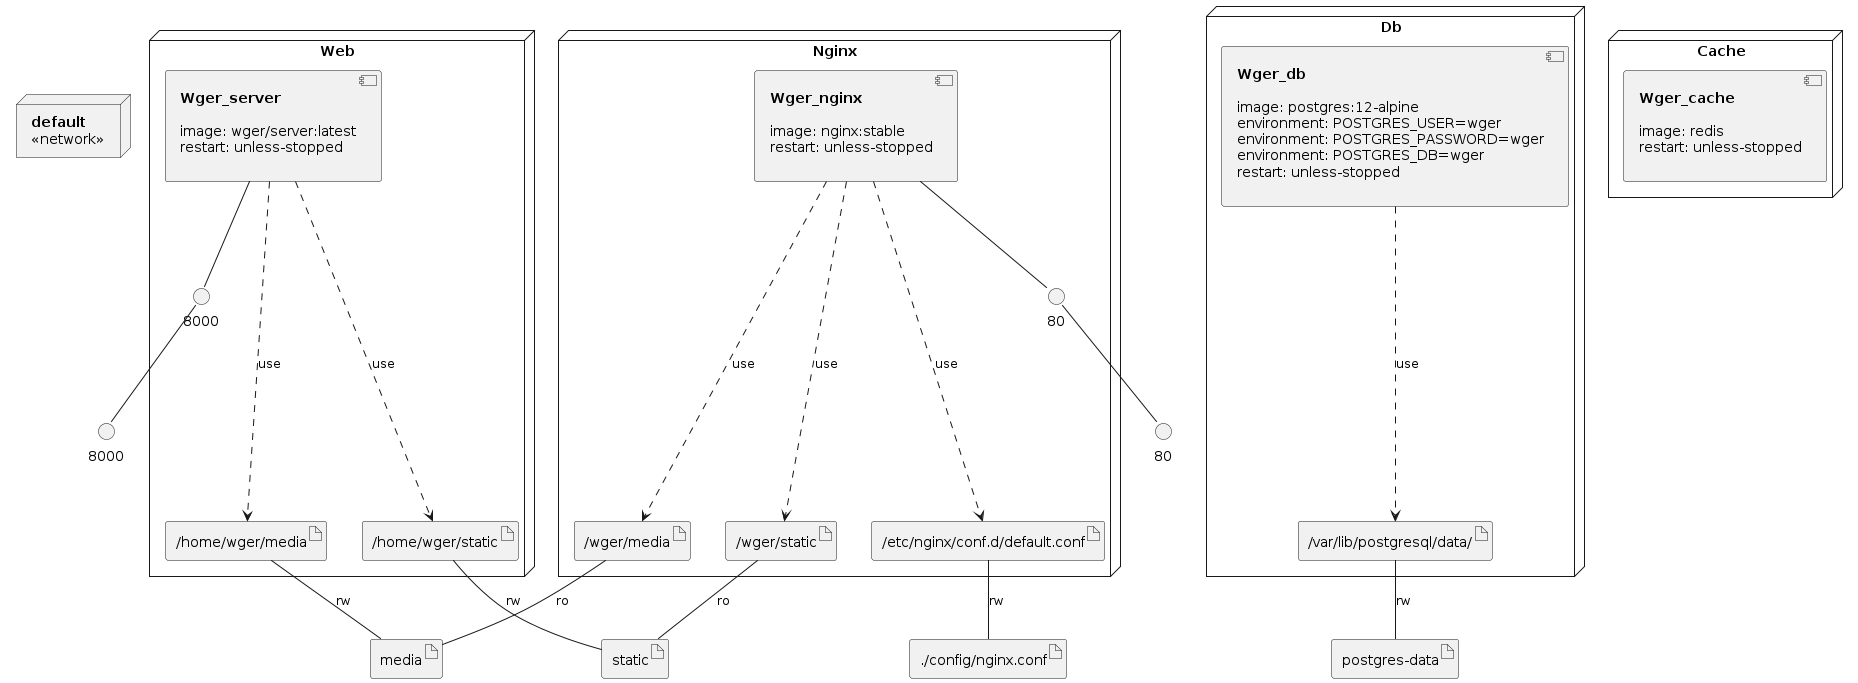 default
«network»
Web
Wger_server
image: wger/server:latest
restart: unless-stopped
8000
8000
use
use
/home/wger/media
/home/wger/static
Nginx
Wger_nginx
image: nginx:stable
restart: unless-stopped
80
80
use
use
use
/wger/media
/wger/static
/etc/nginx/conf.d/default.conf
Db
Wger_db
image: postgres:12-alpine
environment: POSTGRES_USER=wger
environment: POSTGRES_PASSWORD=wger
environment: POSTGRES_DB=wger
restart: unless-stopped
use
/var/lib/postgresql/data/
Cache
Wger_cache
image: redis
restart: unless-stopped
rw
rw
ro
ro
rw
rw
media
static
./config/nginx.conf
postgres-data